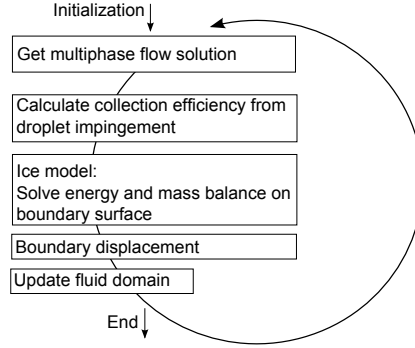 Initialization
Get multiphase flow solution
Calculate collection efficiency from
droplet impingement
Ice model:
Solve energy and mass balance on
boundary surface
Boundary displacement
Update fluid domain
End